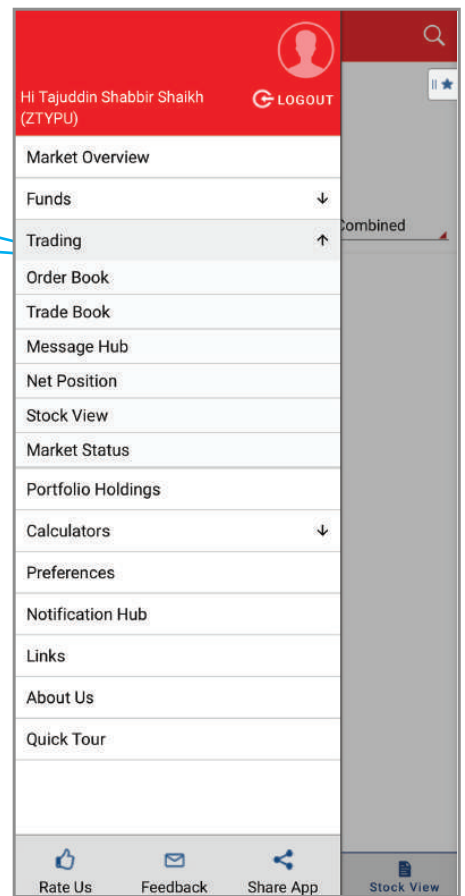 Hi Tajuddin Shabbir Shaikh
(ZTYPU)
LOGOUT
Market Overview
Funds
Combined
Trading
Order Book
Trade Book
Message Hub
Net Position
Stock View
Market Status
Portfolio Holdings
Calculators
Preferences
Notification Hub
Links
About Us
Quick Tour
Rate Us
Feedback
Share App
Stock View